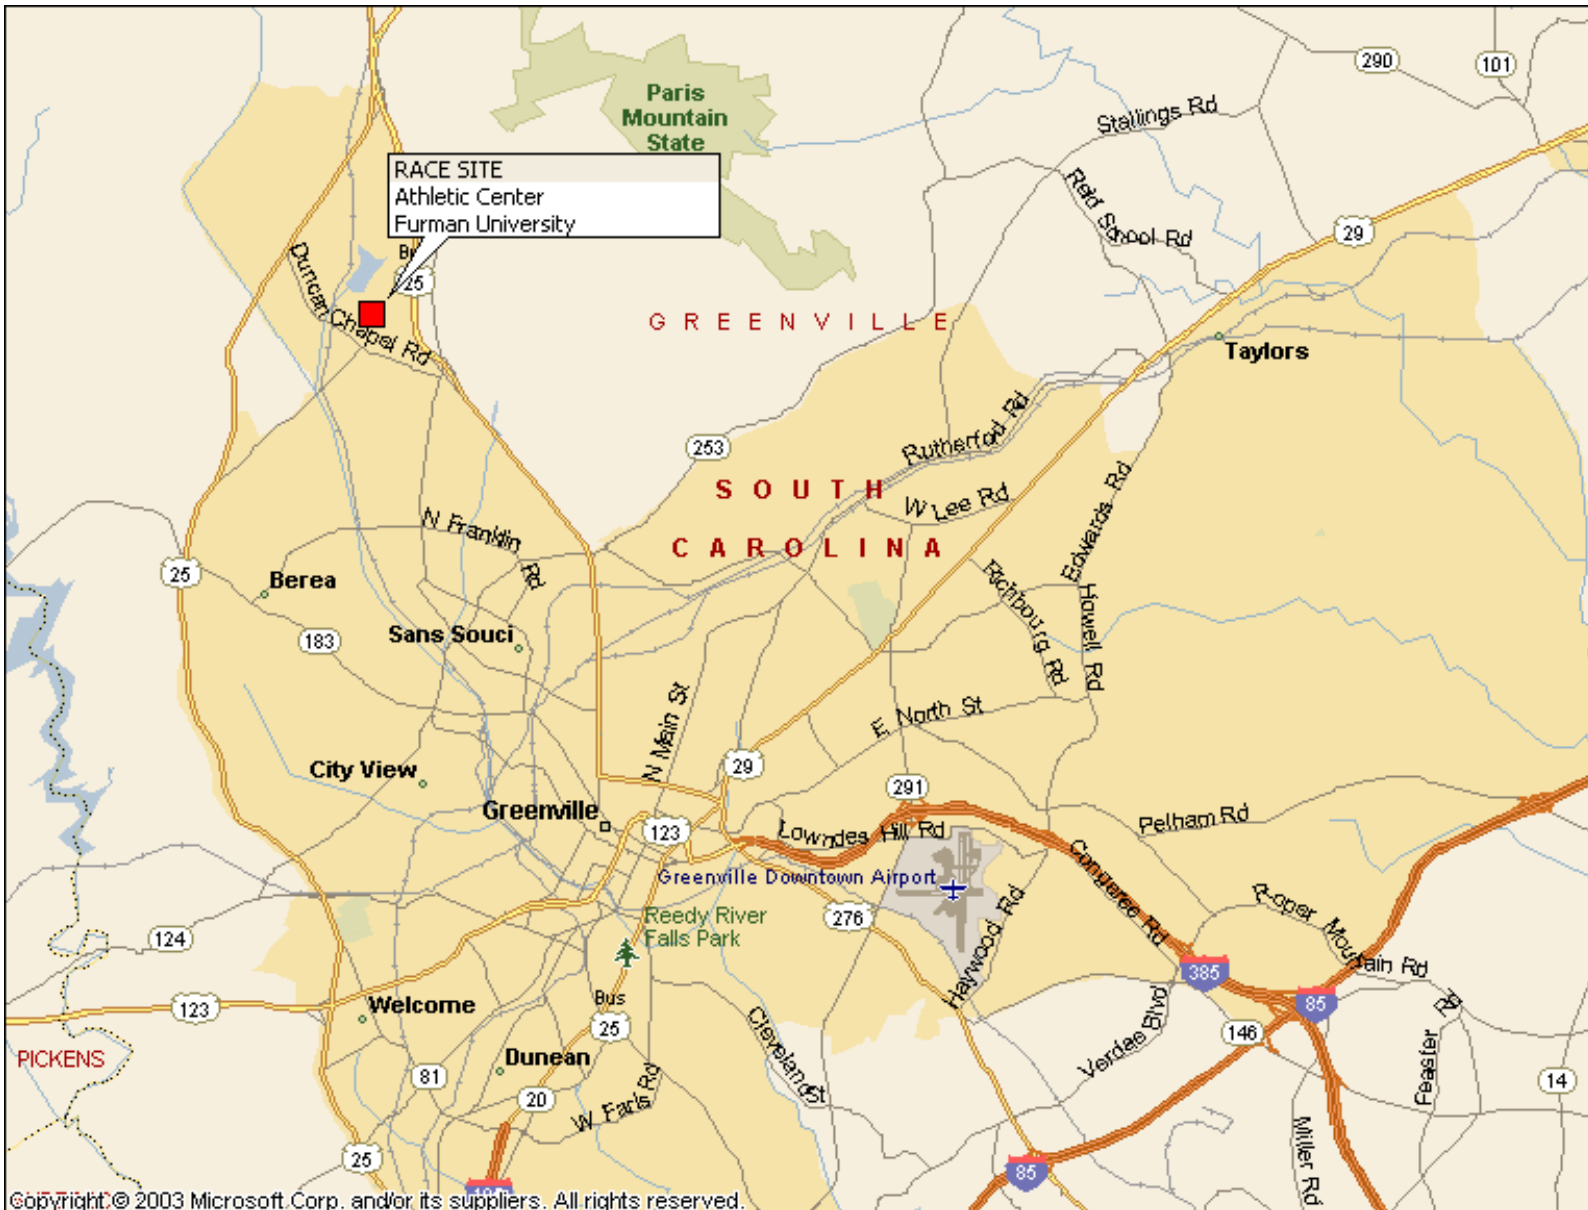 290
101
Paris
Mountain
State
Stallings Rd
RACE SITE
Athletic Center
Furman University
Reid School Rd
29
Duncan Chapel Rd
25
GREENVILLE
Taylors
253
Rutherford Rd
SOUTH
W Lee Rd
CAROLINA
N Franklin Rd
Edwards Rd
25
Berea
Richbourg Rd
Howell Rd
183
Sans Souci
N Main St
E North St
City View
29
291
Greenville
123
Lowndes Hill Rd
Pelham Rd
Congaree Rd
Greenville Downtown Airport
Roper Mountain Rd
Reedy River
Falls Park
276
Haywood Rd
124
385
85
123
Welcome
Bus
25
Cleveland St
Verdae Blvd
146
Feaster Rd
PICKENS
Dunean
81
20
W Faris Rd
14
Miller Rd
25
85
Copyright © 2003 Microsoft Corp. and/or its suppliers. All rights reserved.